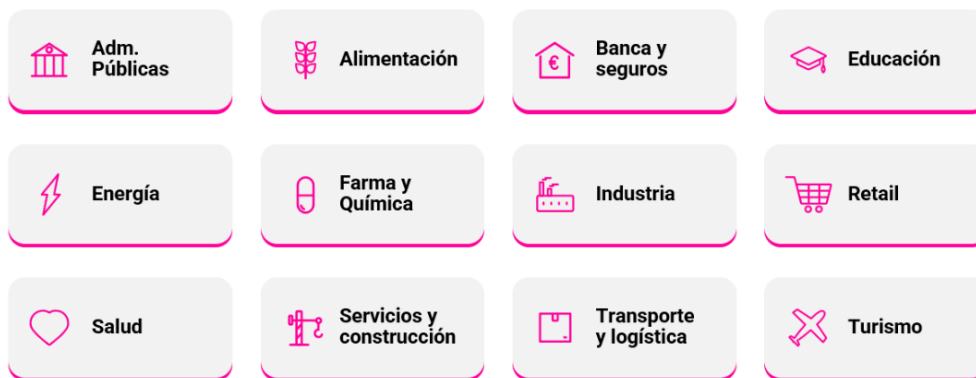 Adm.
Públicas
Alimentación
Banca y
seguros
Educación
Energía
Farma y
Química
Industria
Retail
Salud
Servicios y
construcción
Transporte
y logística
Turismo